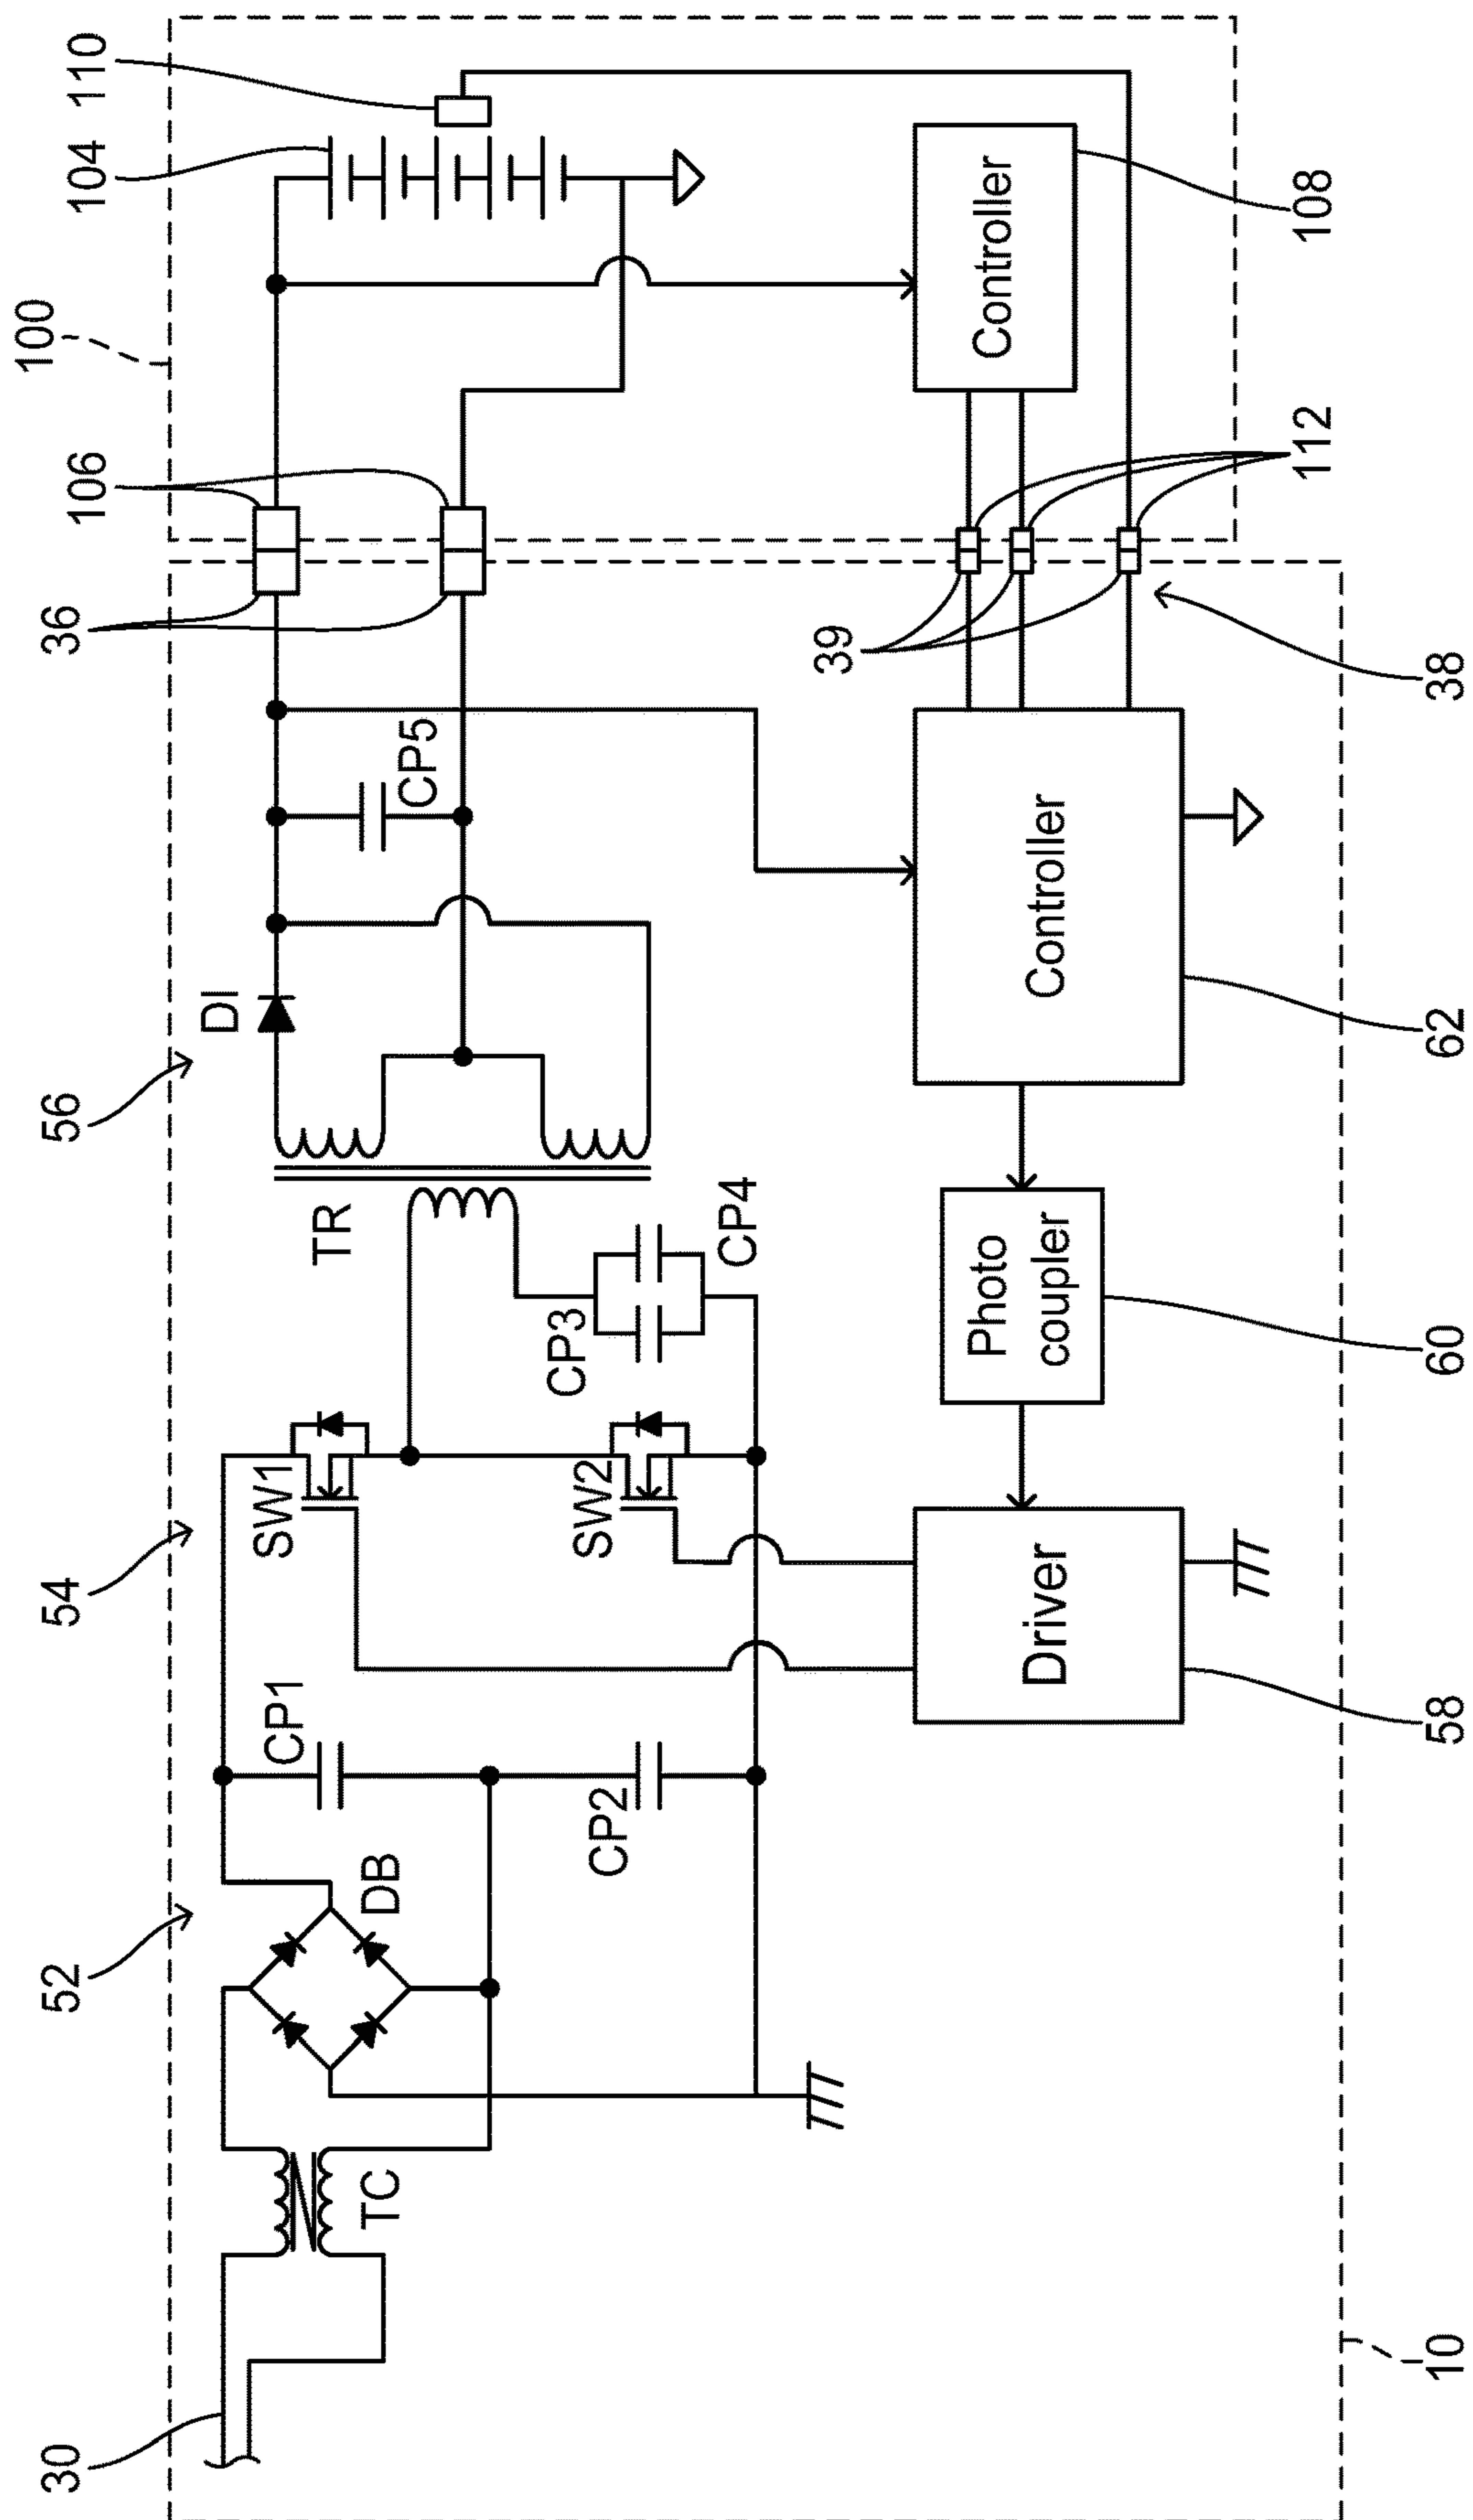 100
110
104
106
36
56
54
52
30
DI
CP5
TR
CP4
CP3
SW1
SW2
CP1
CP2
DB
TC
Controller
108
112
39
38
Controller
62
Photo
coupler
60
Driver
58
10